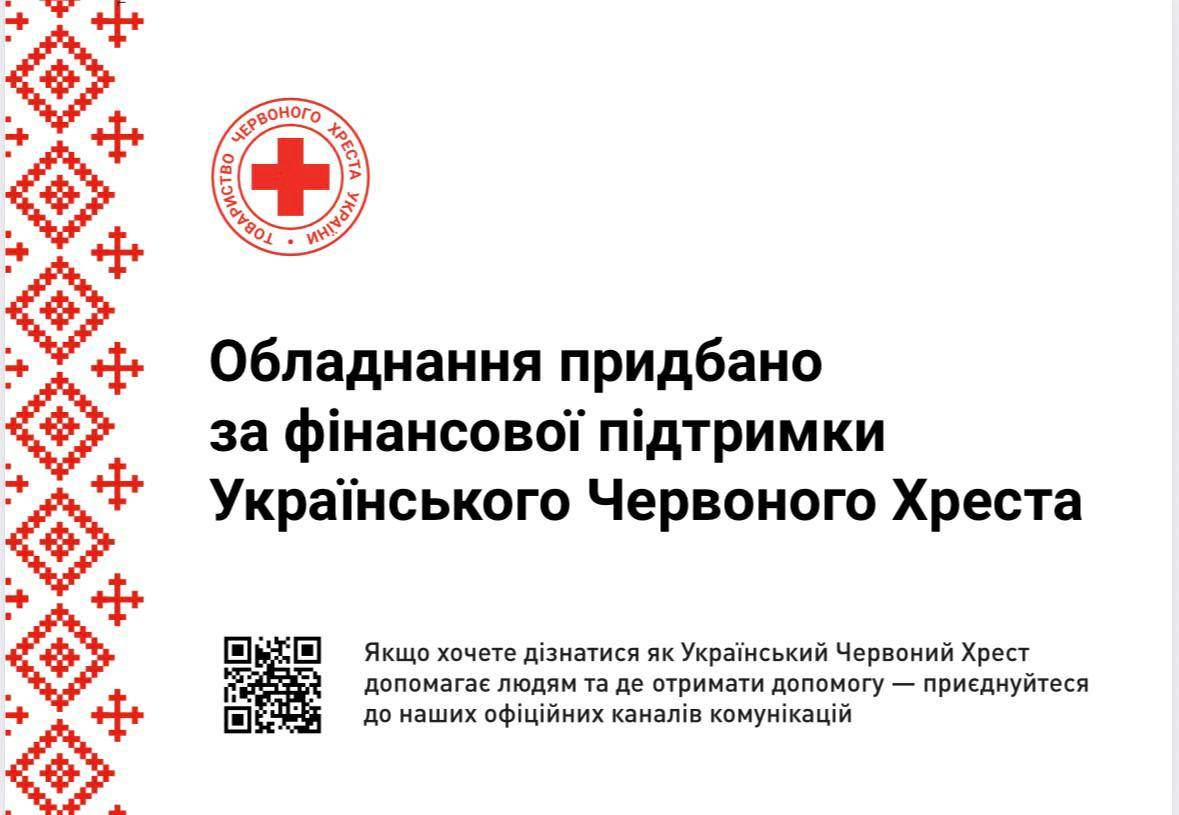 ТОВАРИСТВО ЧЕРВОНОГО ХРЕСТА УКРАЇНИ •
Обладнання придбано
за фінансової підтримки
Українського Червоного Хреста
Якщо хочете дізнатися як Український Червоний Хрест
допомагає людям та де отримати допомогу — приєднуйтеся
до наших офіційних каналів комунікацій